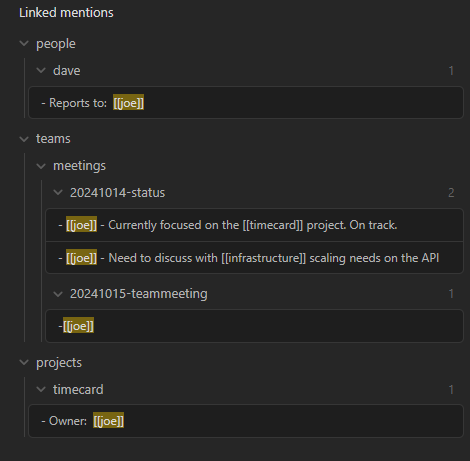 Linked mentions
people
dave 1
- Reports to: [[joe]]
teams
meetings
20241014-status 2
- [[joe]] - Currently focused on the [[timecard]] project. On track.
- [[joe]] - Need to discuss with [[infrastructure]] scaling needs on the API
20241015-teammeeting 1
-[[joe]]
projects
timecard 1
- Owner: [[joe]]